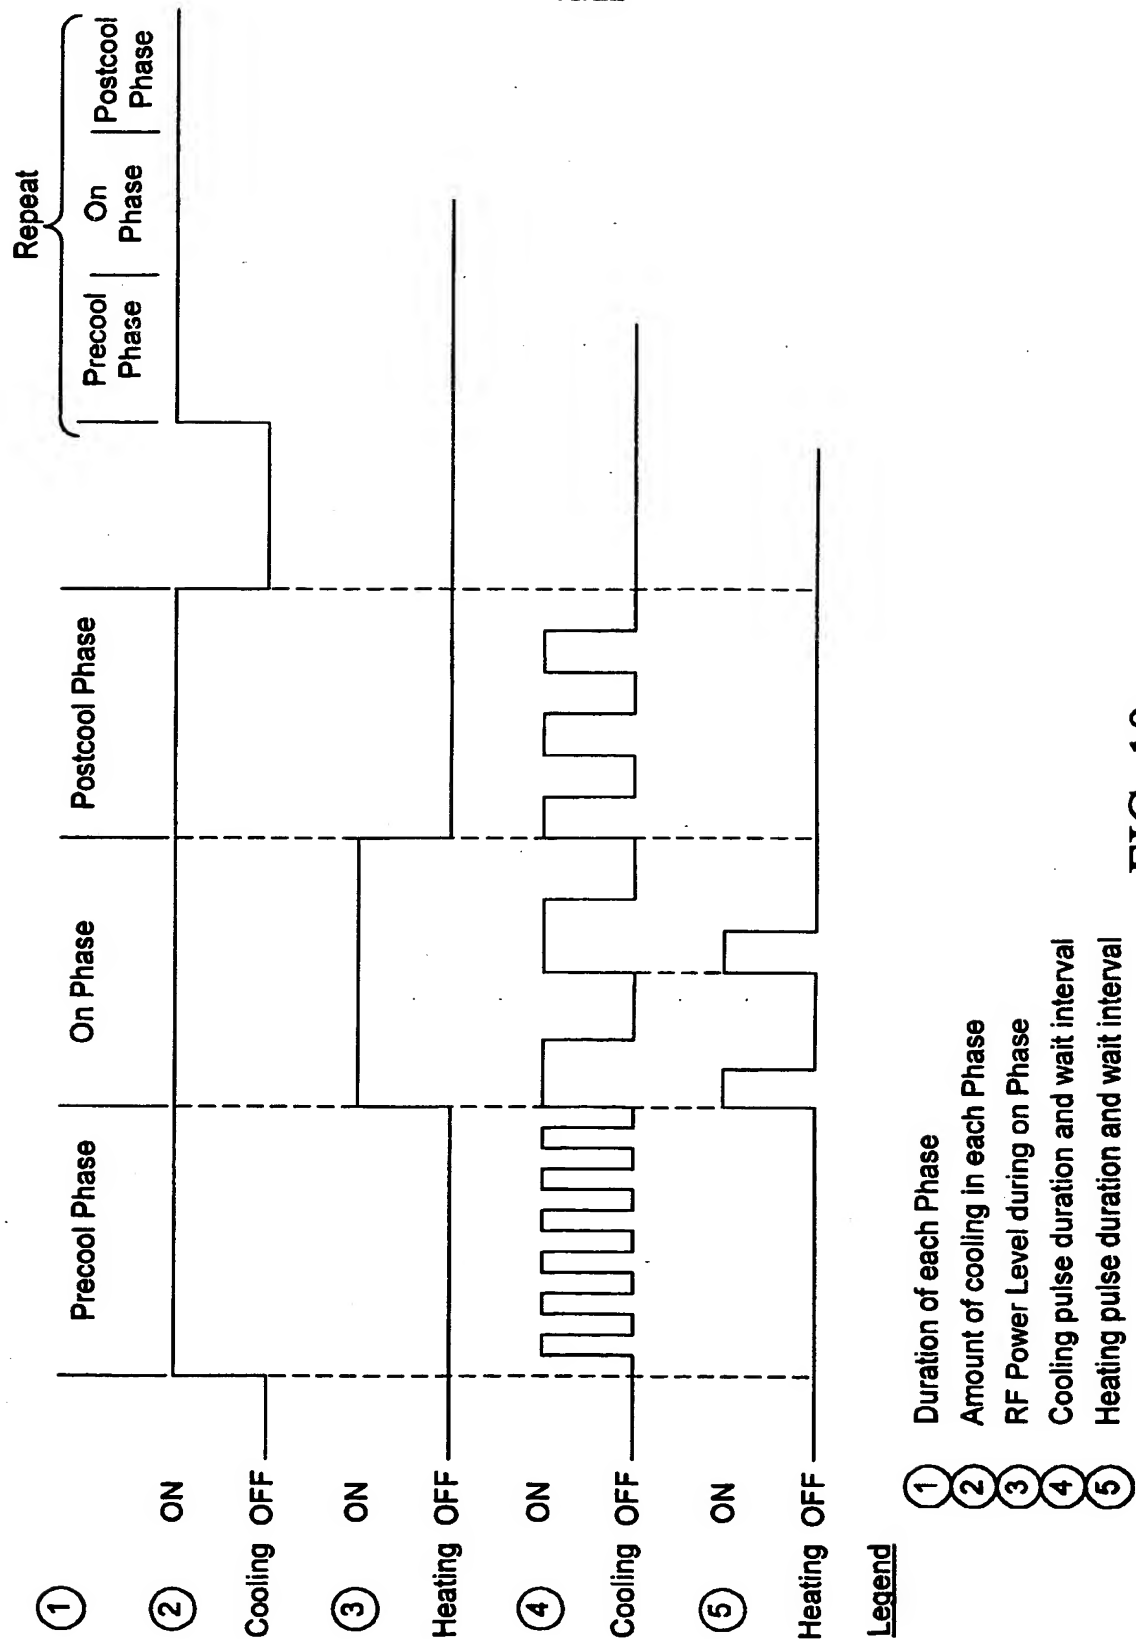 Repeat
Precool Phase
On Phase
Postcool Phase
Precool
Phase
On
Phase
Postcool
Phase
1
2
ON
Cooling OFF
3
ON
Heating OFF
4
ON
Cooling OFF
5
ON
Heating OFF
Legend
1 Duration of each Phase
2 Amount of cooling in each Phase
3 RF Power Level during on Phase
4 Cooling pulse duration and wait interval
5 Heating pulse duration and wait interval